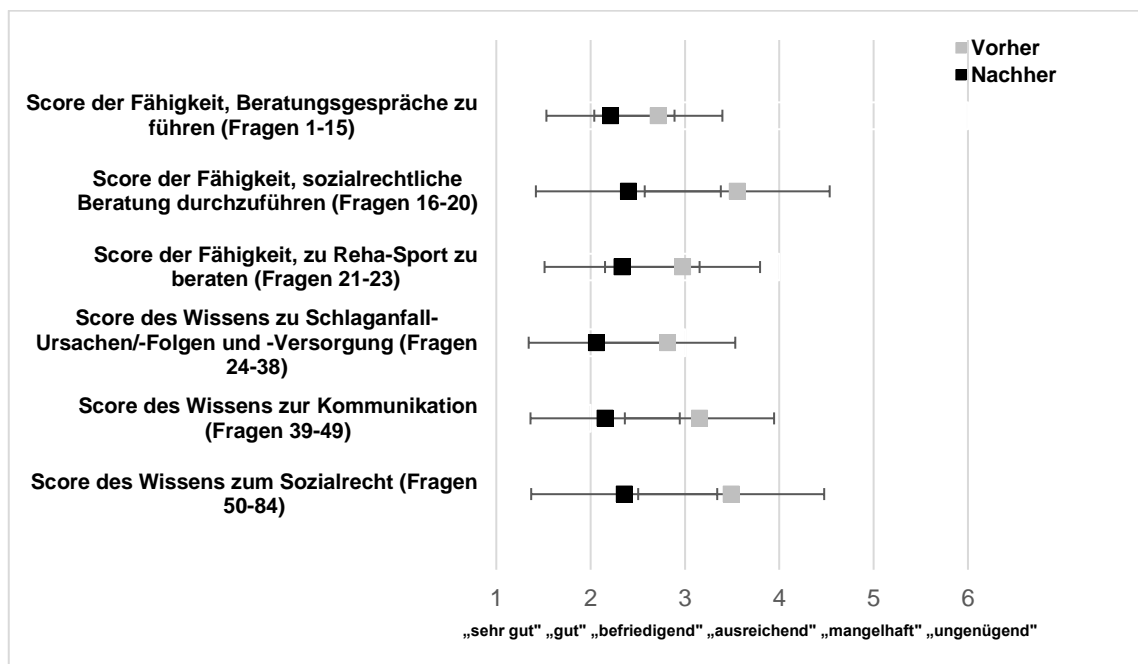 Vorher
Nachher
Score der Fähigkeit, Beratungsgespräche zu
führen (Fragen 1-15)
Score der Fähigkeit, sozialrechtliche
Beratung durchzuführen (Fragen 16-20)
Score der Fähigkeit, zu Reha-Sport zu
beraten (Fragen 21-23)
Score des Wissens zu Schlaganfall-
Ursachen/-Folgen und -Versorgung (Fragen
24-38)
Score des Wissens zur Kommunikation
(Fragen 39-49)
Score des Wissens zum Sozialrecht (Fragen
50-84)
1 2 3 4 5 6
„sehr gut" „gut" „befriedigend" „ausreichend" „mangelhaft" „ungenügend"